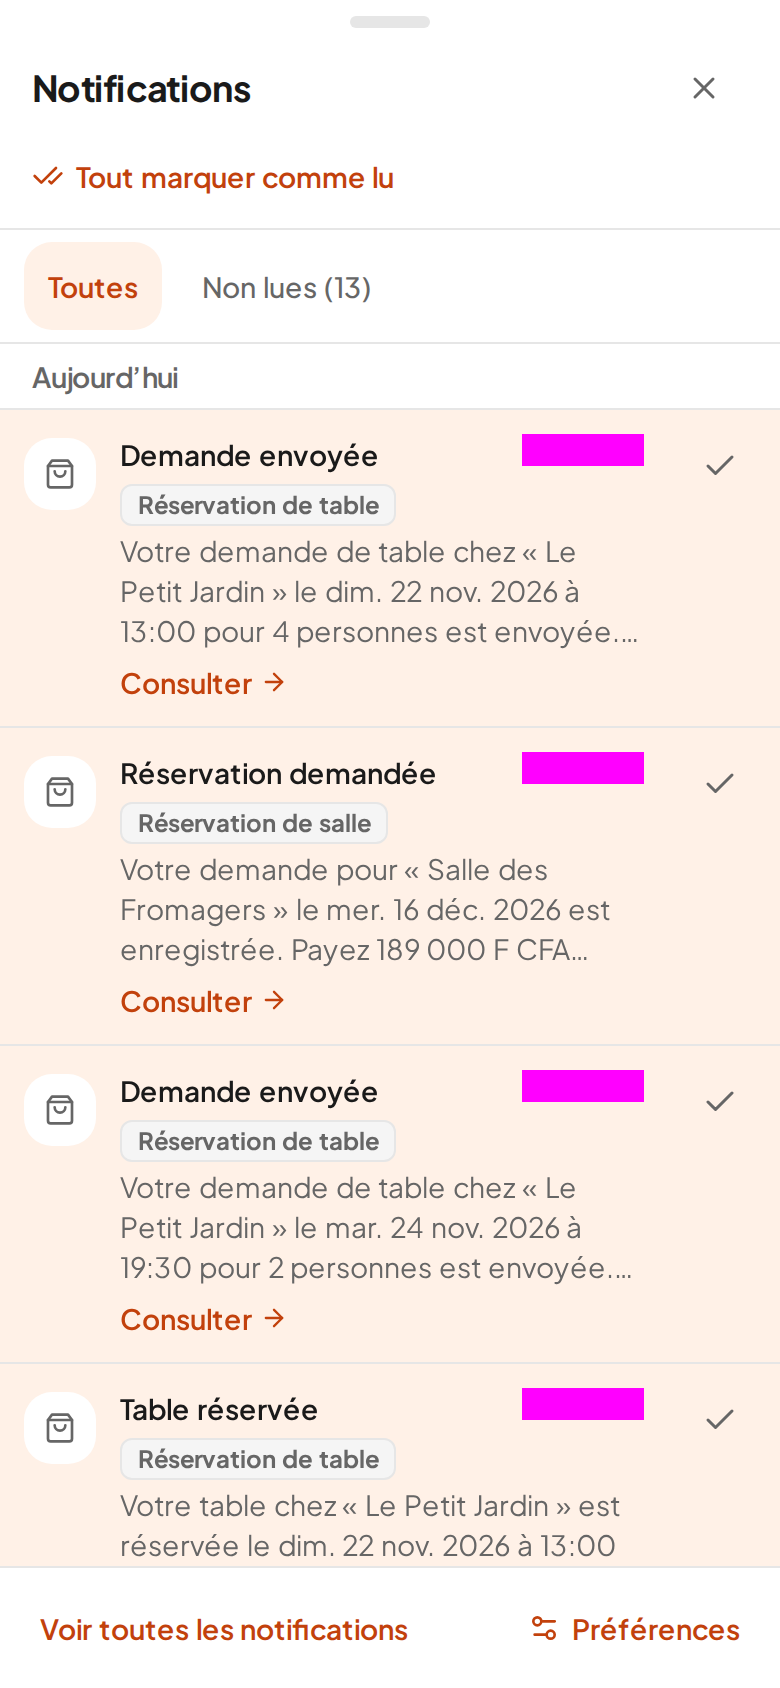 Notifications
Tout marquer comme lu
Toutes
Non lues (13)
Aujourd’hui
Demande envoyée
Réservation de table
Votre demande de table chez « Le
Petit Jardin » le dim. 22 nov. 2026 à
13:00 pour 4 personnes est envoyée.…
Consulter
Réservation demandée
Réservation de salle
Votre demande pour « Salle des
Fromagers » le mer. 16 déc. 2026 est
enregistrée. Payez 189 000 F CFA…
Consulter
Demande envoyée
Réservation de table
Votre demande de table chez « Le
Petit Jardin » le mar. 24 nov. 2026 à
19:30 pour 2 personnes est envoyée.…
Consulter
Table réservée
Réservation de table
Votre table chez « Le Petit Jardin » est
réservée le dim. 22 nov. 2026 à 13:00
Voir toutes les notifications
Préférences